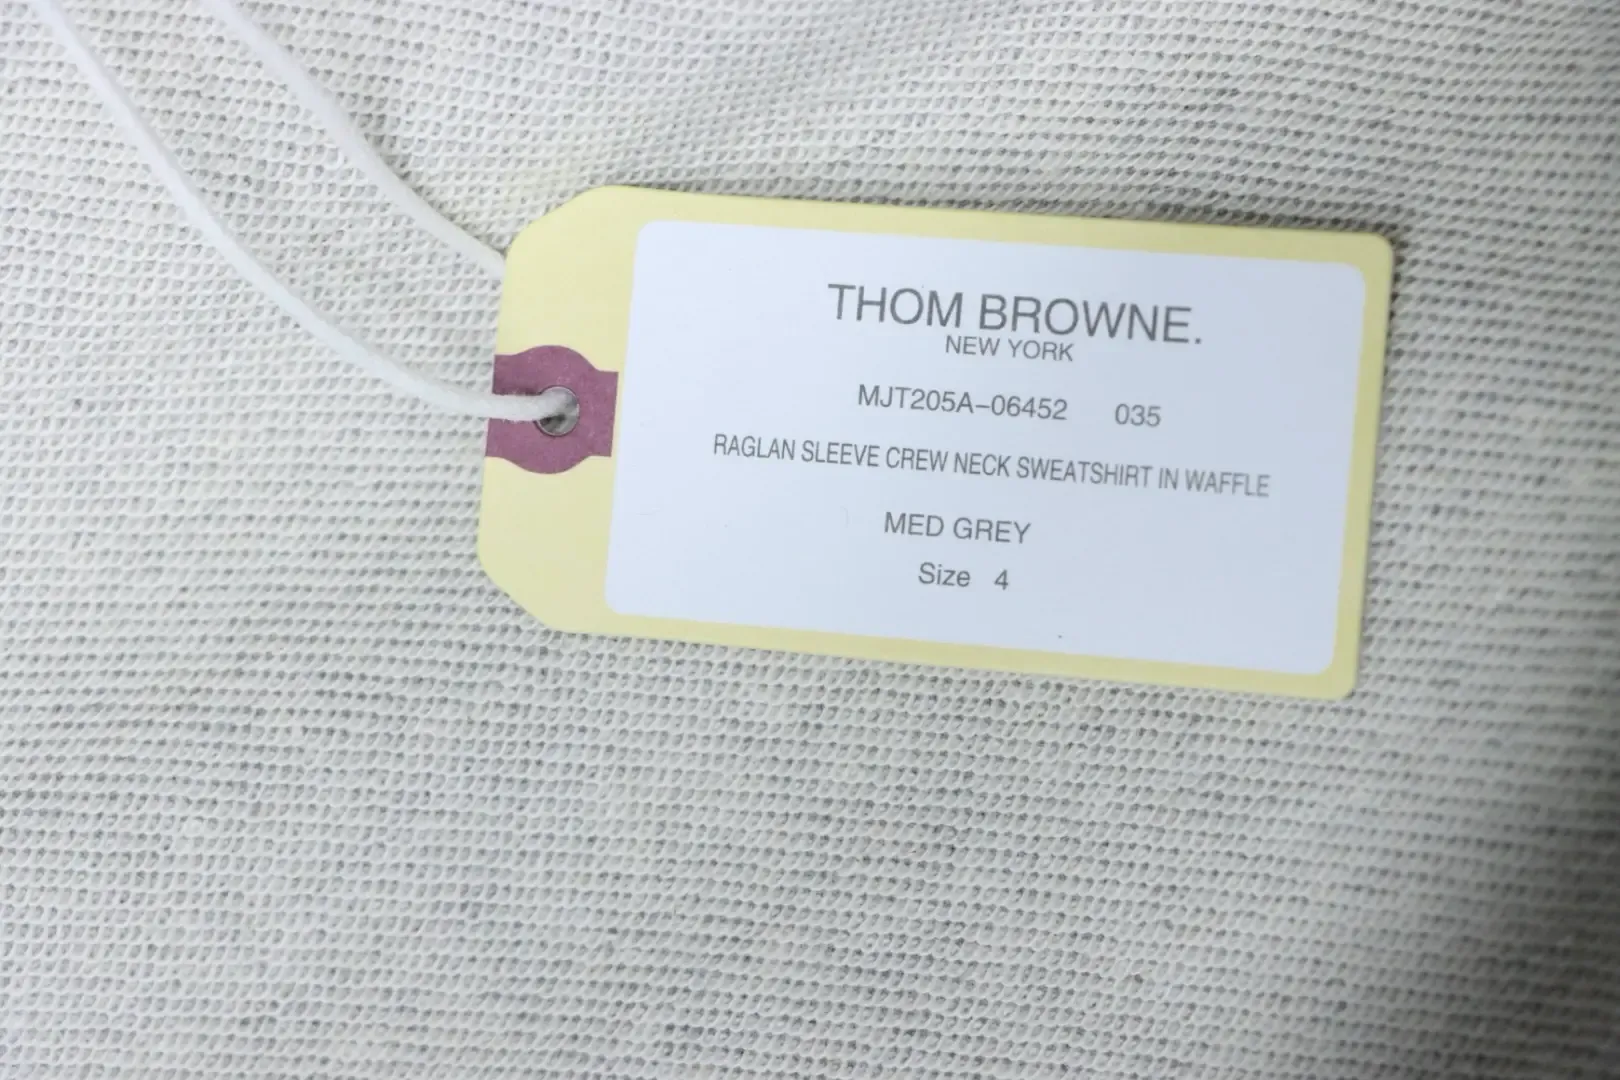 THOM BROWNE.
NEW YORK
MJT205A-06452 035
RAGLAN SLEEVE CREW NECK SWEATSHIRT IN WAFFLE
MED GREY
Size 4